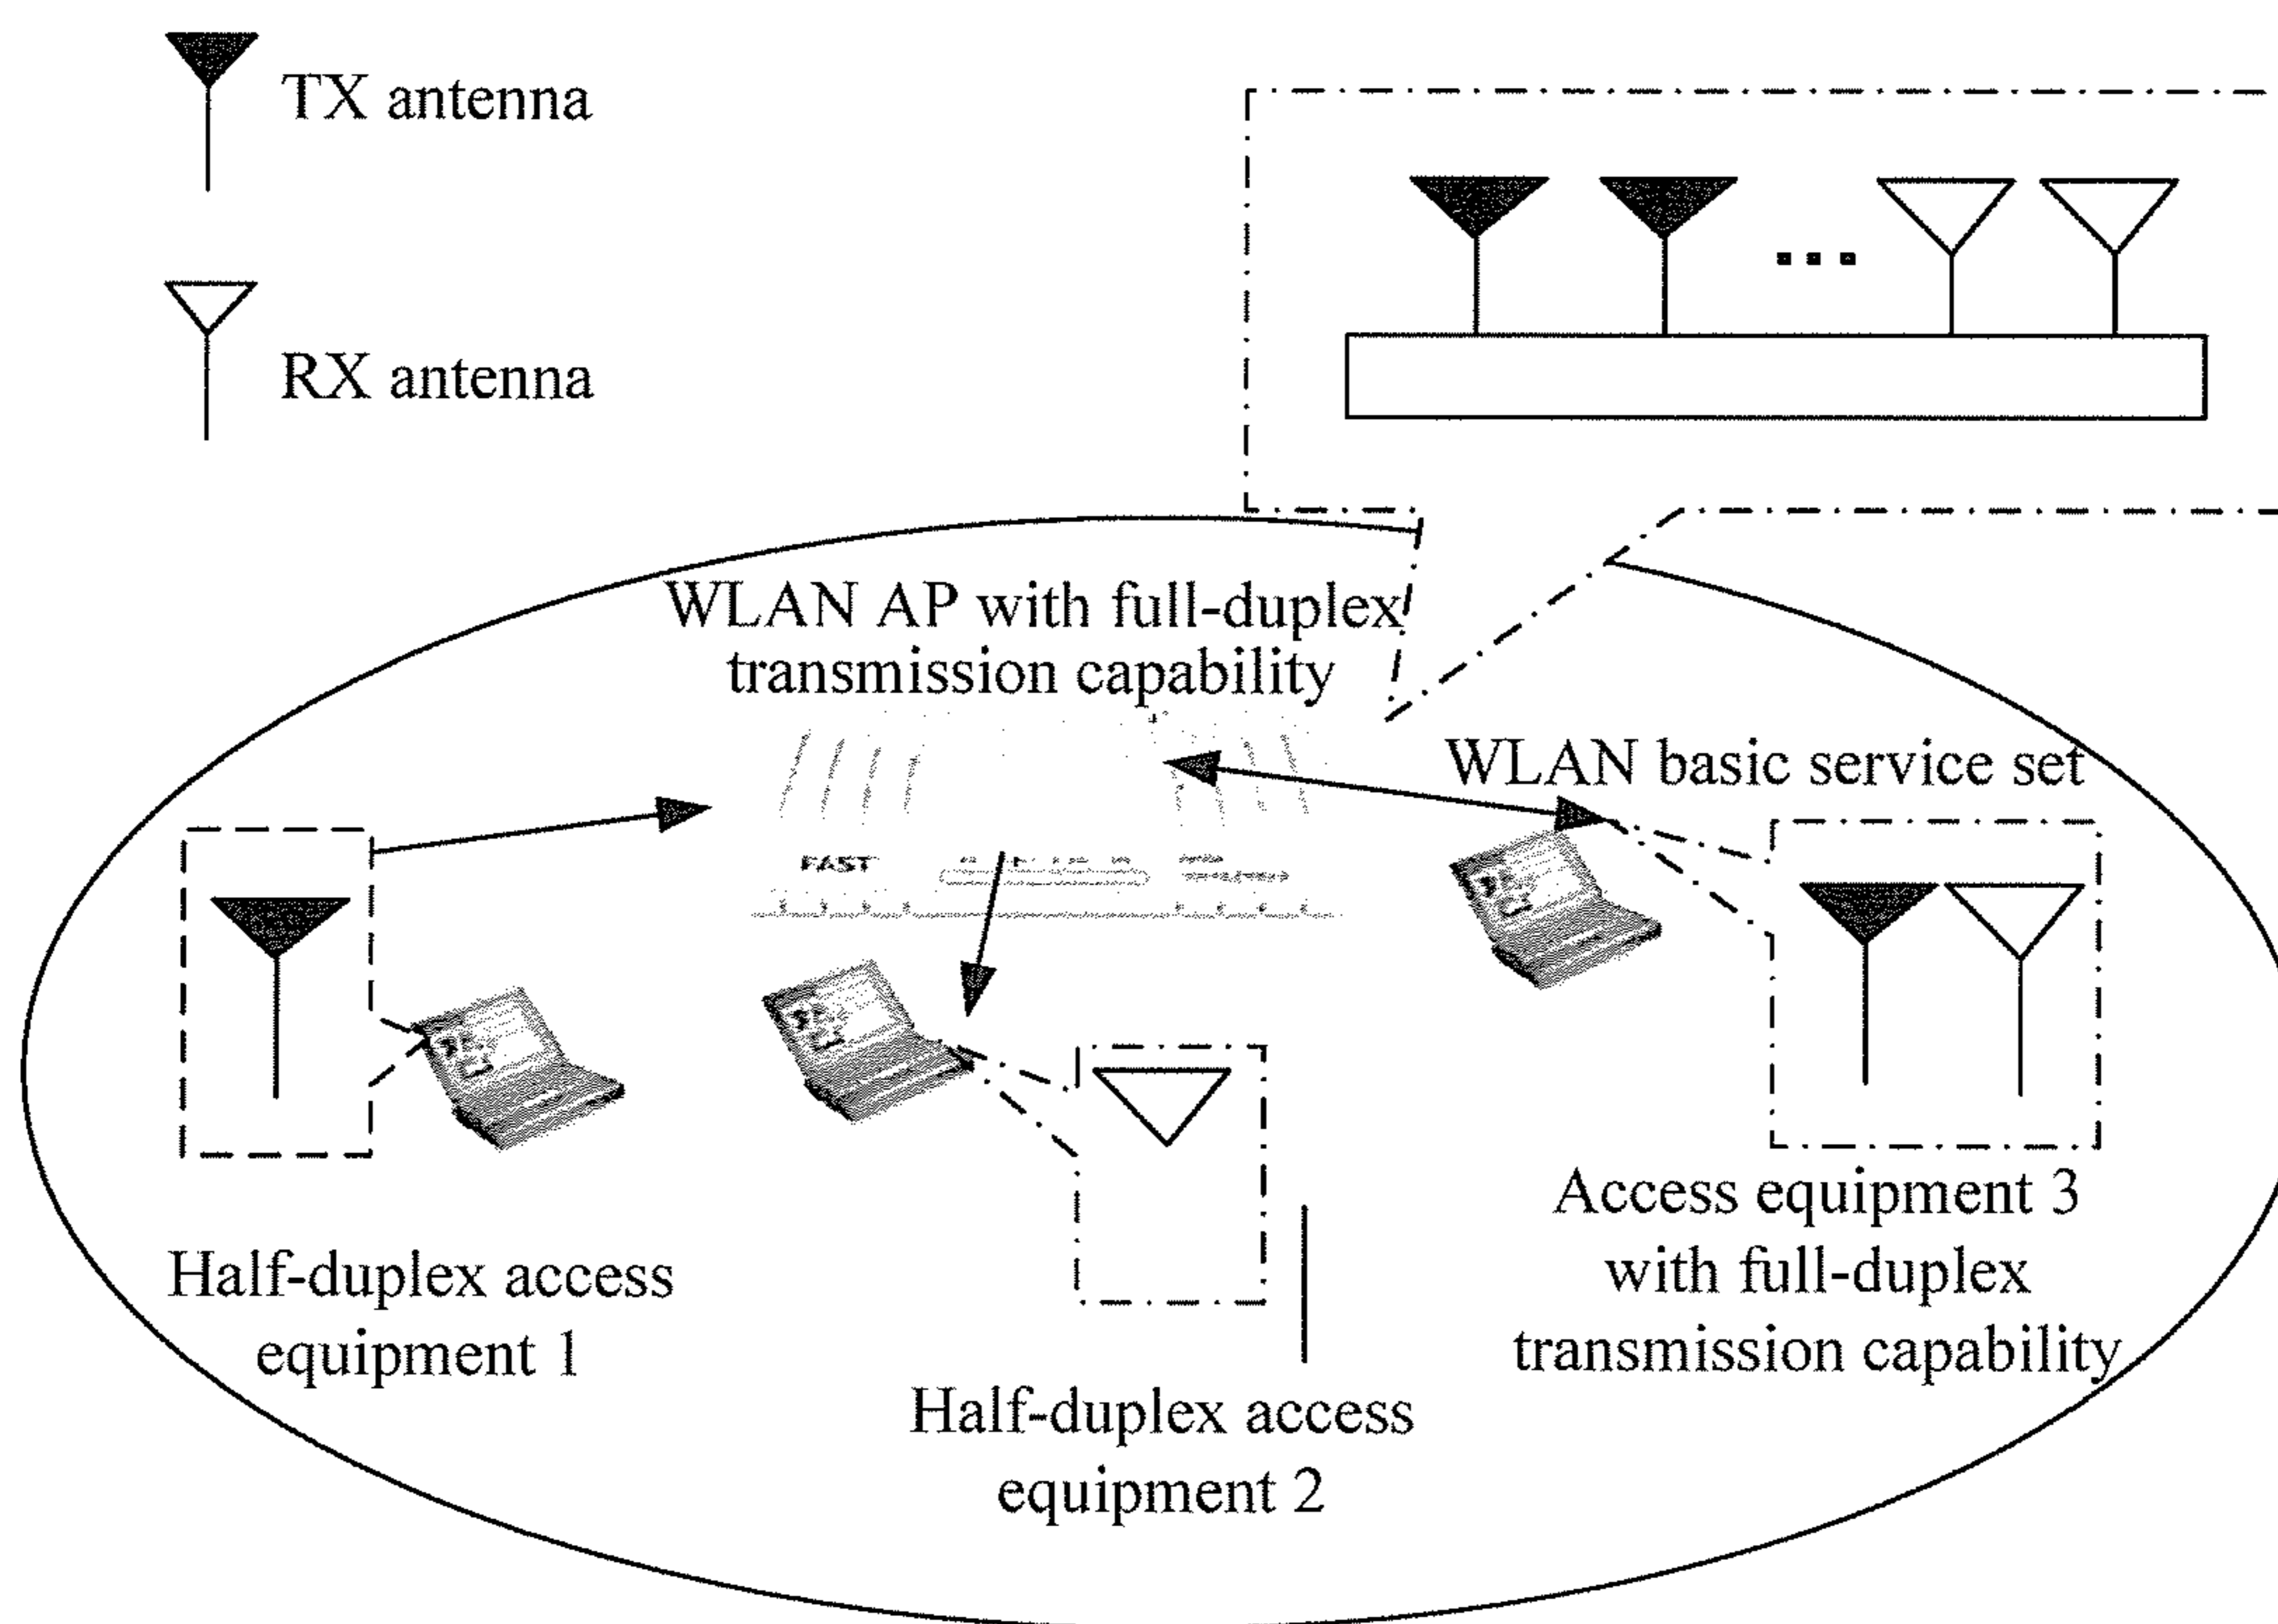 TX antenna
RX antenna
WLAN AP with full-duplex
transmission capability
WLAN basic service set
FAST
Half-duplex access
equipment 1
Half-duplex access
equipment 2
Access equipment 3
with full-duplex
transmission capability